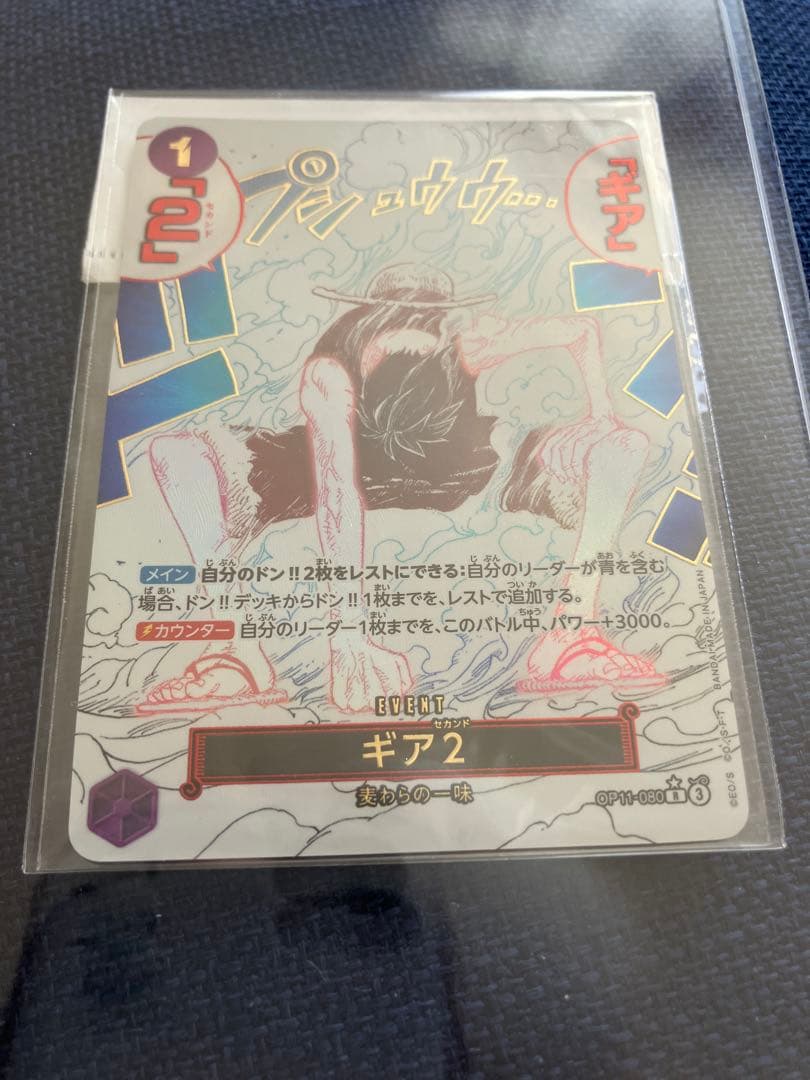 1
「ギア」
「2」
セカンド
プシュウウ…
メイン 自分のドン!!2枚をレストにできる:自分のリーダーが青を含む
場合、ドン!!デッキからドン!!1枚までを、レストで追加する。
カウンター 自分のリーダー1枚までを、このバトル中、パワー+3000。
EVENT
セカンド
ギア2
麦わらの一味
OP11-080 R 3
©E.O/S ©O./S・F・T BANDAI・MADE IN JAPAN